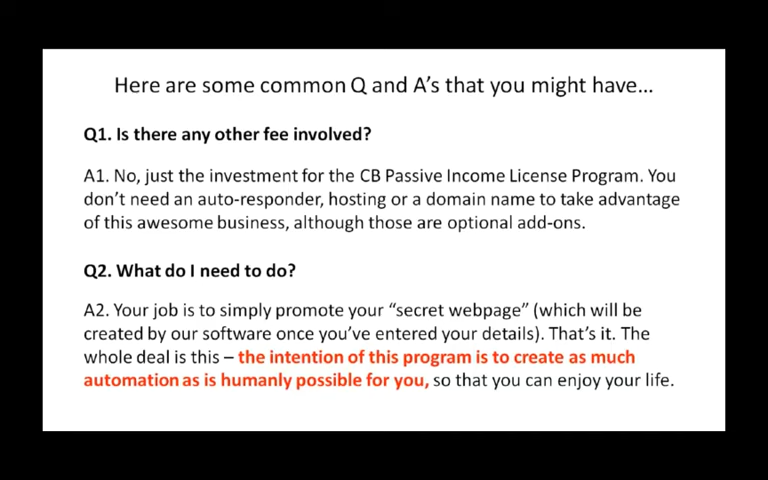 Here are some common Q and A's that you might have...
Q1. Is there any other fee involved?
A1. No, just the investment for the CB Passive Income License Program. You
don't need an auto-responder, hosting or a domain name to take advantage
of this awesome business, although those are optional add-ons.
Q2. What do I need to do?
A2. Your job is to simply promote your “secret webpage” (which will be
created by our software once you've entered your details). That's it. The
whole deal is this – the intention of this program is to create as much
automation as is humanly possible for you, so that you can enjoy your life.